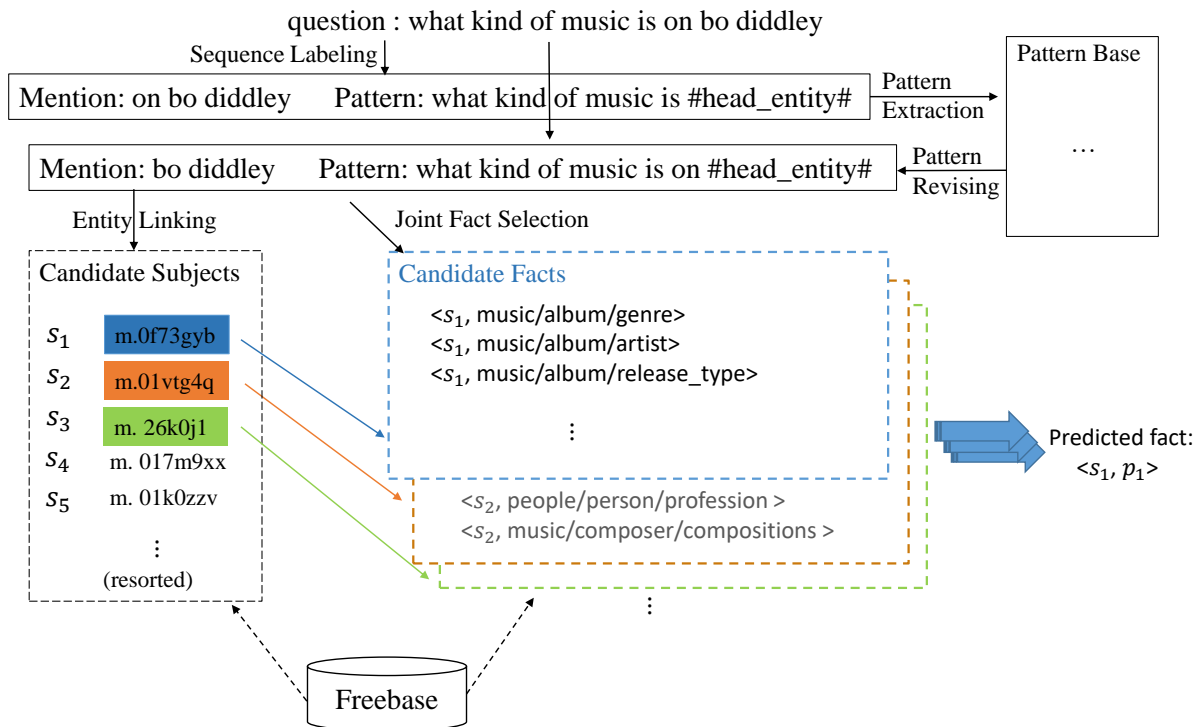 question : what kind of music is on bo diddley
Sequence Labeling
Mention: on bo diddley Pattern: what kind of music is #head_entity#
Pattern
Extraction
Pattern Base
...
Mention: bo diddley Pattern: what kind of music is on #head_entity#
Pattern
Revising
Entity Linking
Joint Fact Selection
Candidate Subjects
s1 m.0f73gyb
s2 m.01vtg4q
s3 m. 26k0j1
s4 m. 017m9xx
s5 m. 01k0zzv
⋮
(resorted)
Candidate Facts
<s1, music/album/genre>
<s1, music/album/artist>
<s1, music/album/release_type>
⋮
<s2, people/person/profession >
<s2, music/composer/compositions >
⋮
Predicted fact:
<s1, p1>
Freebase